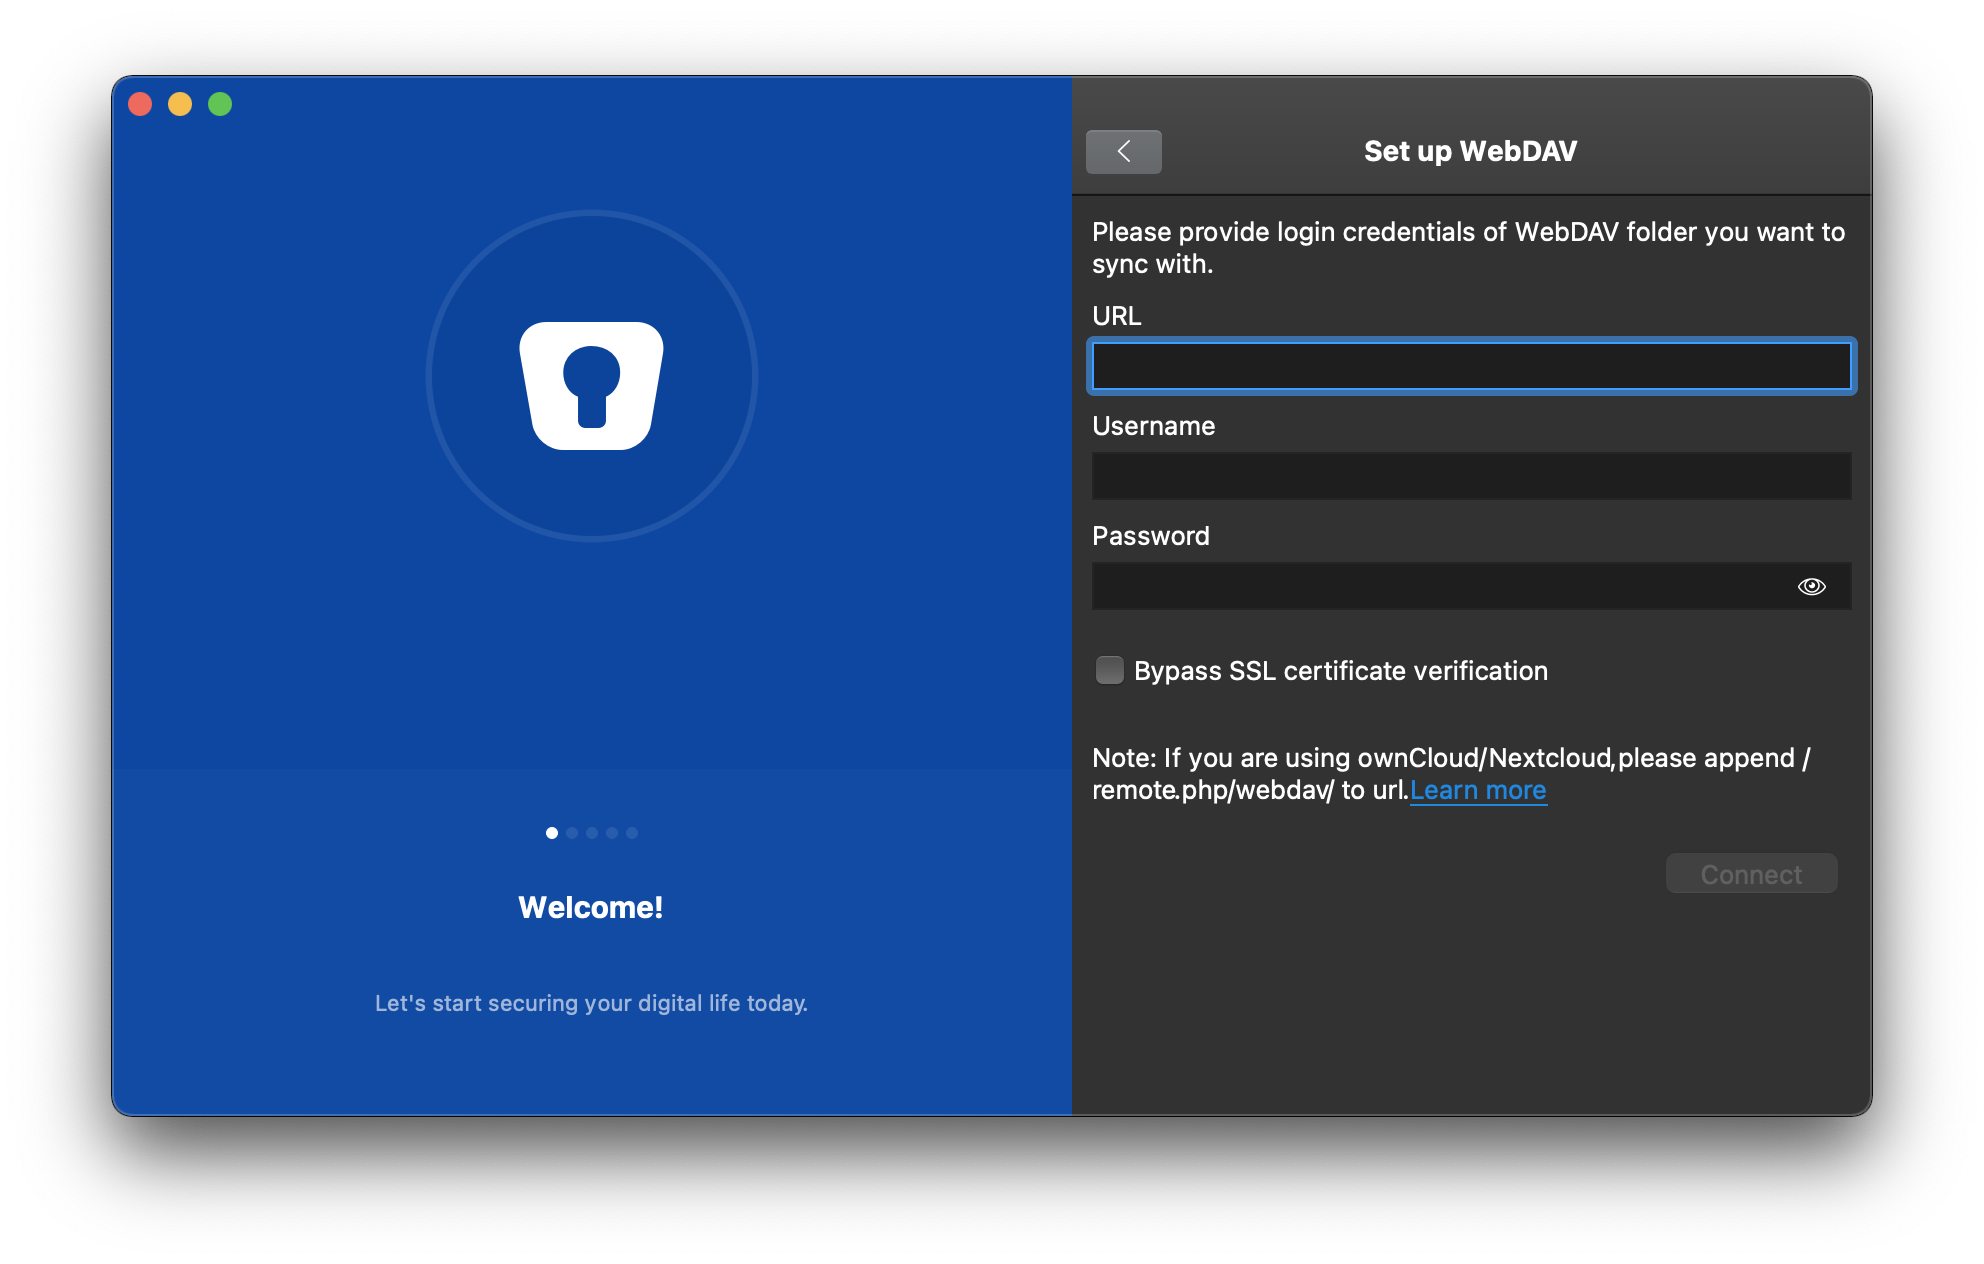 Set up WebDAV
Please provide login credentials of WebDAV folder you want to
sync with.
URL
Username
Password
Bypass SSL certificate verification
Note: If you are using ownCloud/Nextcloud,please append /
remote.php/webdav/ to url.Learn more
Connect
Welcome!
Let's start securing your digital life today.